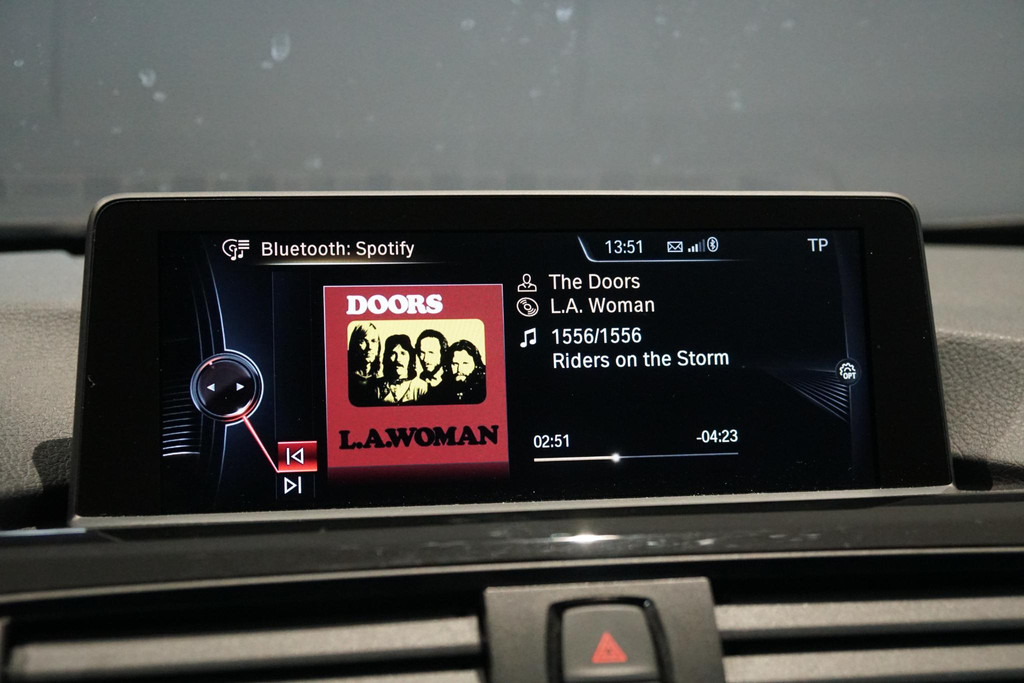 Bluetooth: Spotify
13:51
TP
The Doors
L.A. Woman
1556/1556
Riders on the Storm
02:51
-04:23
DOORS
L.A.WOMAN
OPT